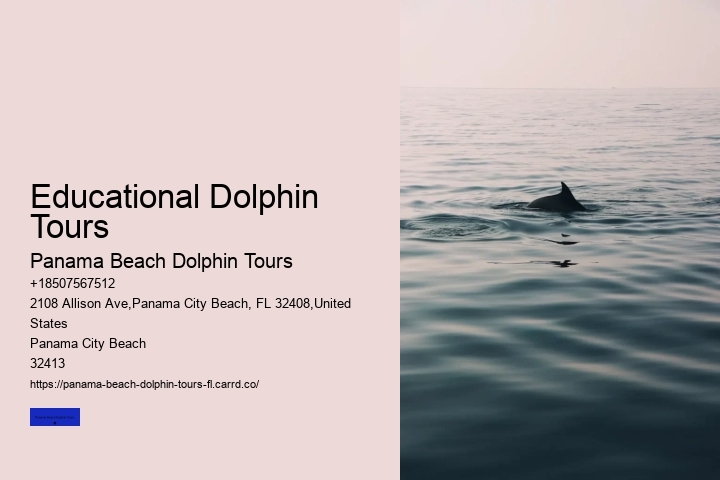 Educational Dolphin
Tours
Panama Beach Dolphin Tours
+18507567512
2108 Allison Ave,Panama City Beach, FL 32408,United
States
Panama City Beach
32413
https://panama-beach-dolphin-tours-fl.carrd.co/